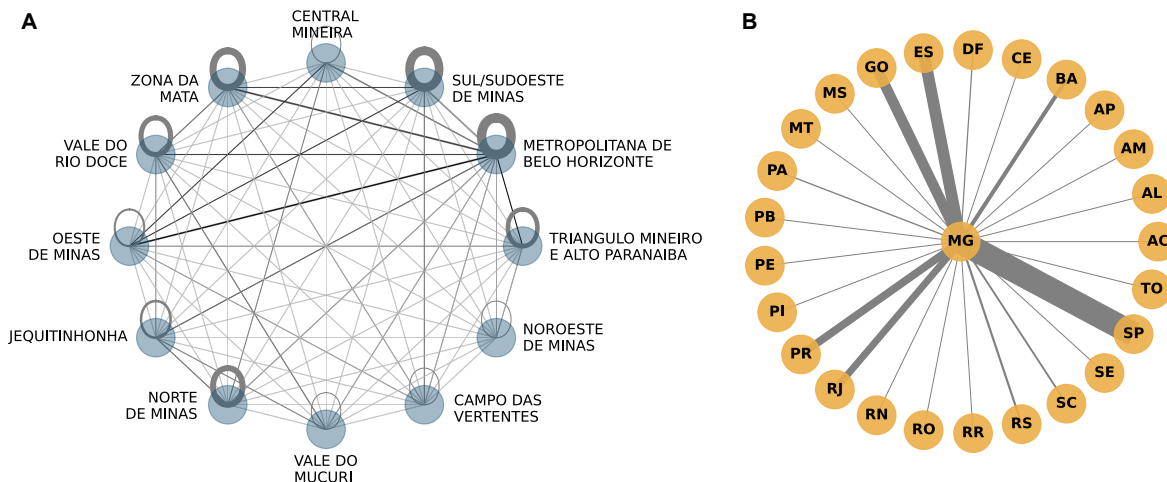 A
CENTRAL
MINEIRA
ZONA DA
MATA
SUL/SUDOESTE
DE MINAS
VALE DO
RIO DOCE
METROPOLITANA DE
BELO HORIZONTE
OESTE
DE MINAS
TRIANGULO MINEIRO
E ALTO PARANAIBA
JEQUITINHONHA
NOROESTE
DE MINAS
NORTE
DE MINAS
CAMPO DAS
VERTENTES
VALE DO
MUCURI
B
DF
ES
CE
GO
BA
MS
AP
MT
AM
PA
AL
PB
MG
AC
PE
TO
PI
SP
PR
SE
RJ
SC
RN
RS
RO
RR